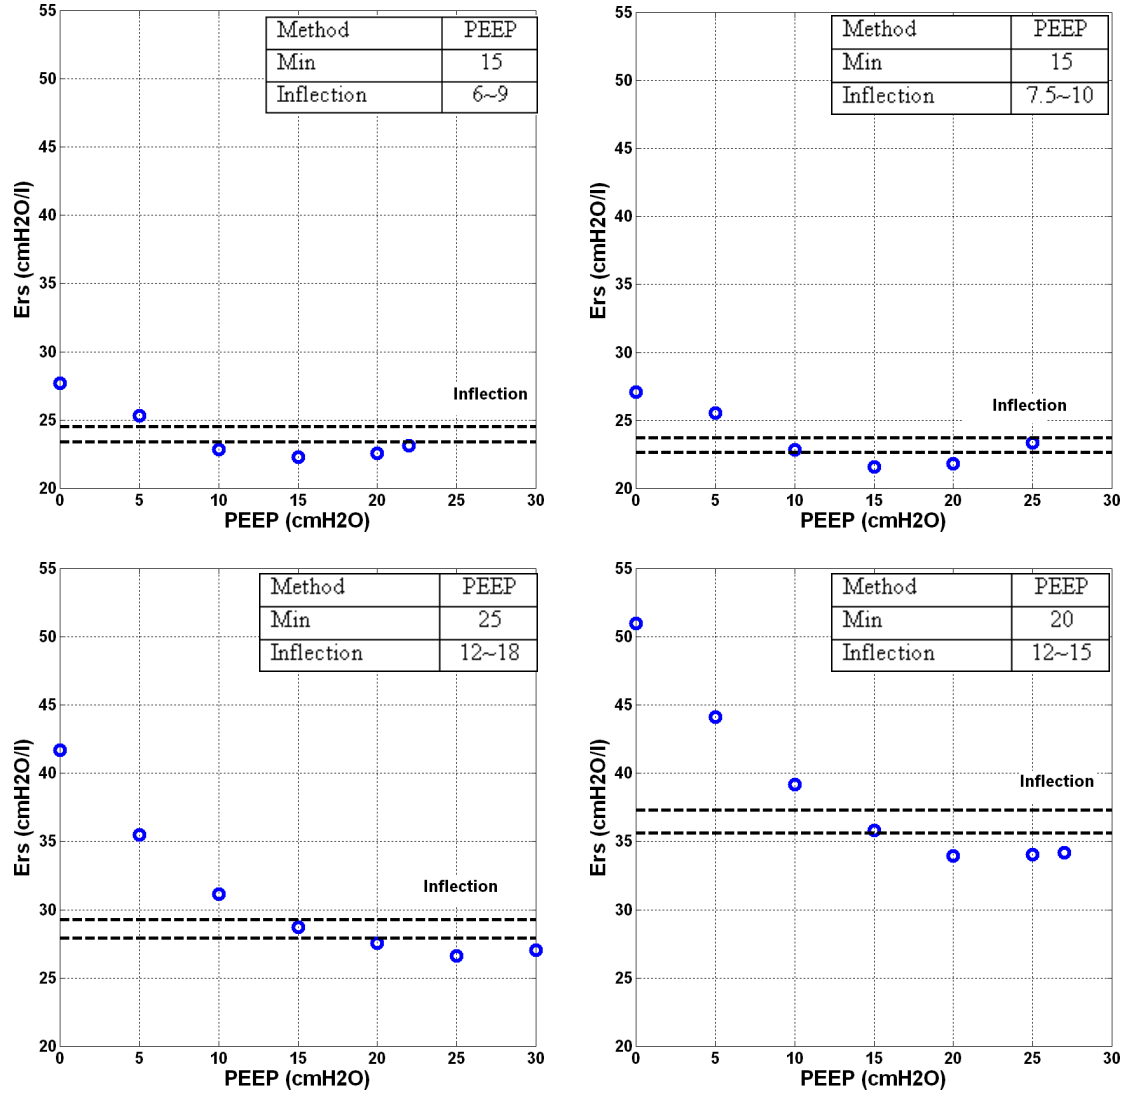 Method PEEP
Min 15
Inflection 6~9
55
50
45
40
35
30
25
20
Ers (cmH2O/l)
Inflection
0 5 10 15 20 25 30
PEEP (cmH2O)
Method PEEP
Min 15
Inflection 7.5~10
55
50
45
40
35
30
25
20
Ers (cmH2O/l)
Inflection
0 5 10 15 20 25 30
PEEP (cmH2O)
Method PEEP
Min 25
Inflection 12~18
55
50
45
40
35
30
25
20
Ers (cmH2O/l)
Inflection
0 5 10 15 20 25 30
PEEP (cmH2O)
Method PEEP
Min 20
Inflection 12~15
55
50
45
40
35
30
25
20
Ers (cmH2O/l)
Inflection
0 5 10 15 20 25 30
PEEP (cmH2O)